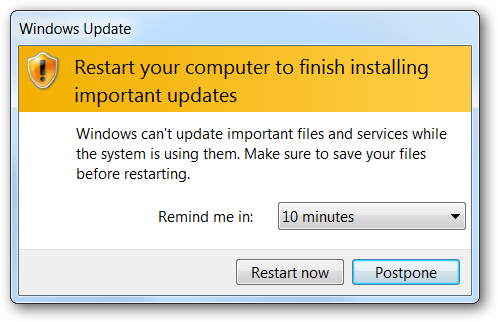 Windows Update
Restart your computer to finish installing
important updates
Windows can't update important files and services while
the system is using them. Make sure to save your files
before restarting.
Remind me in: 10 minutes
Restart now Postpone